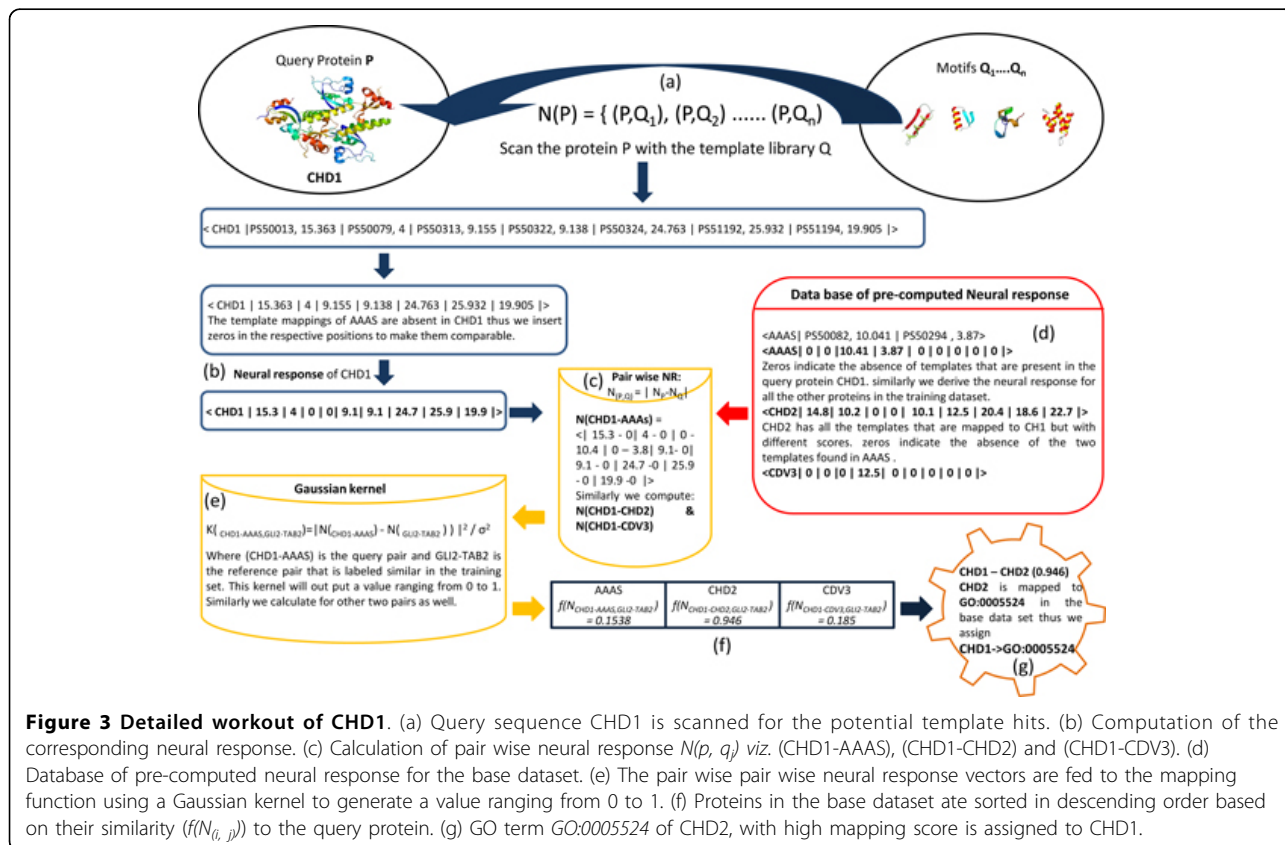 Query Protein P
CHD1
(a)
N(P) = { (P,Q1), (P,Q2) ...... (P,Qn)
Scan the protein P with the template library Q
Motifs Q1....Qn
< CHD1 |PS50013, 15.363 | PS50079, 4 | PS50313, 9.155 | PS50322, 9.138 | PS50324, 24.763 | PS51192, 25.932 | PS51194, 19.905 |>
< CHD1 | 15.363 | 4 | 9.155 | 9.138 | 24.763 | 25.932 | 19.905 |>
The template mappings of AAAS are absent in CHD1 thus we insert
zeros in the respective positions to make them comparable.
(b) Neural response of CHD1
< CHD1 | 15.3 | 4 | 0 | 0| 9.1| 9.1 | 24.7 | 25.9 | 19.9 |>
(c) Pair wise NR:
N(P,Q)= | NP-NQ|
N(CHD1-AAAs) =
<| 15.3 - 0| 4 - 0 | 0 -
10.4 | 0 – 3.8| 9.1- 0|
9.1 - 0 | 24.7 -0 | 25.9
- 0 | 19.9 -0 |>
Similarly we compute:
N(CHD1-CHD2) &
N(CHD1-CDV3)
Data base of pre-computed Neural response
(d)
<AAAS| PS50082, 10.041 | PS50294 , 3.87>
<AAAS| 0 | 0 |10.41 | 3.87 | 0 | 0 | 0 | 0 | 0 |>
Zeros indicate the absence of templates that are present in the
query protein CHD1. similarly we derive the neural response for
all the other proteins in the training dataset.
<CHD2| 14.8| 10.2 | 0 | 0 | 10.1 | 12.5 | 20.4 | 18.6 | 22.7 |>
CHD2 has all the templates that are mapped to CH1 but with
different scores. zeros indicate the absence of the two
templates found in AAAS .
<CDV3| 0 | 0 |0 | 12.5| 0 | 0 | 0 | 0 | 0 |>
(e)
Gaussian kernel
K( CHD1-AAAS,GLI2-TAB2)=|N(CHD1-AAAS) - N( GLI2-TAB2 ) ) |2 / σ2
Where (CHD1-AAAS) is the query pair and GLI2-TAB2 is
the reference pair that is labeled similar in the training
set. This kernel will out put a value ranging from 0 to 1.
Similarly we calculate for other two pairs as well.
AAAS CHD2 CDV3
f(NCHD1-AAAS,GLI2-TAB2) f(NCHD1-CHD2,GLI2-TAB2) f(NCHD1-CDV3,GLI2-TAB2)
= 0.1538 = 0.946 = 0.185
(f)
CHD1 – CHD2 (0.946)
CHD2 is mapped to
GO:0005524 in the
base data set thus we
assign
CHD1->GO:0005524
(g)
Figure 3 Detailed workout of CHD1. (a) Query sequence CHD1 is scanned for the potential template hits. (b) Computation of the
corresponding neural response. (c) Calculation of pair wise neural response N(p, qj) viz. (CHD1-AAAS), (CHD1-CHD2) and (CHD1-CDV3). (d)
Database of pre-computed neural response for the base dataset. (e) The pair wise pair wise neural response vectors are fed to the mapping
function using a Gaussian kernel to generate a value ranging from 0 to 1. (f) Proteins in the base dataset ate sorted in descending order based
on their similarity (f(N(i, j))) to the query protein. (g) GO term GO:0005524 of CHD2, with high mapping score is assigned to CHD1.